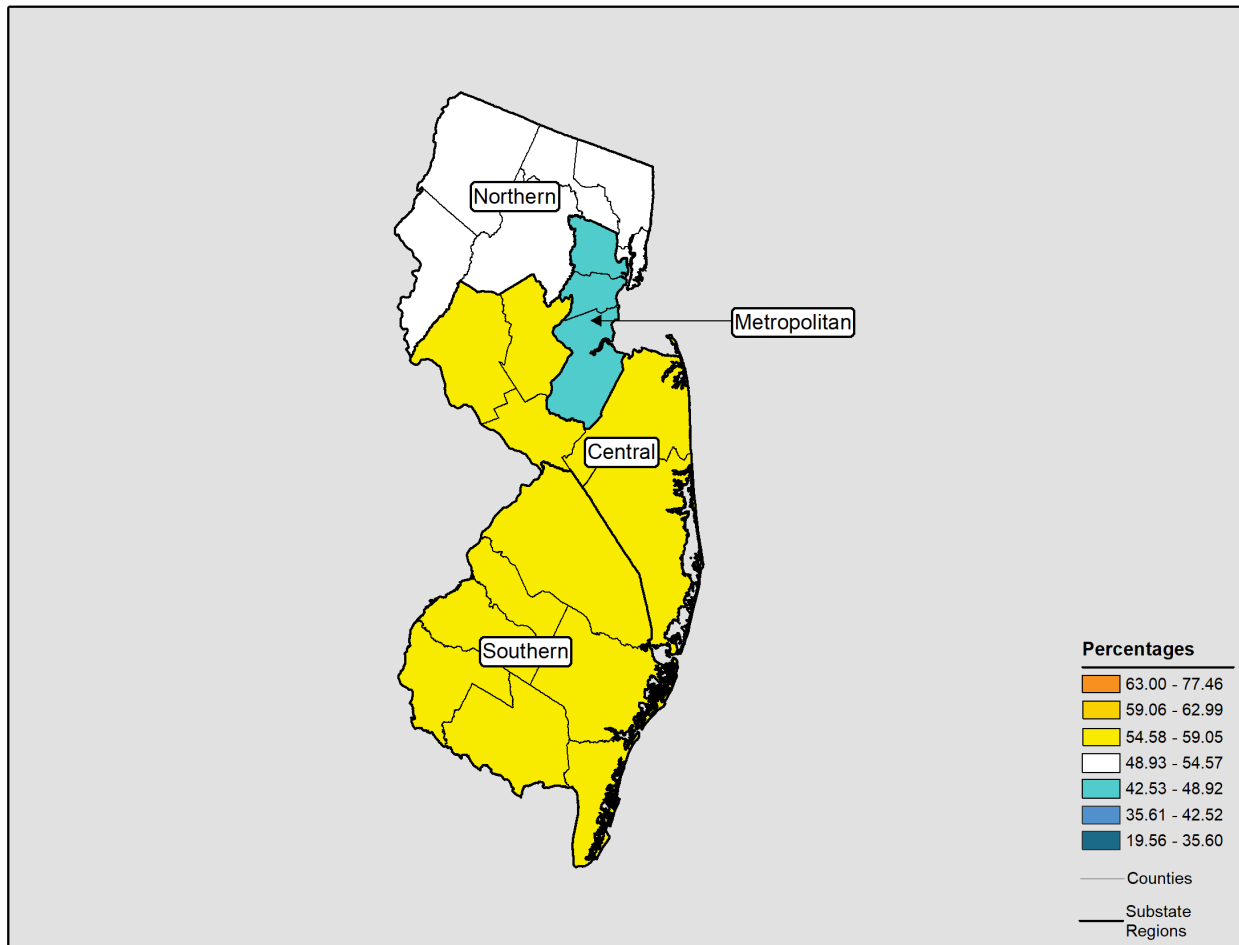 Northern
Metropolitan
Central
Southern
Percentages
63.00 - 77.46
59.06 - 62.99
54.58 - 59.05
48.93 - 54.57
42.53 - 48.92
35.61 - 42.52
19.56 - 35.60
Counties
Substate
Regions